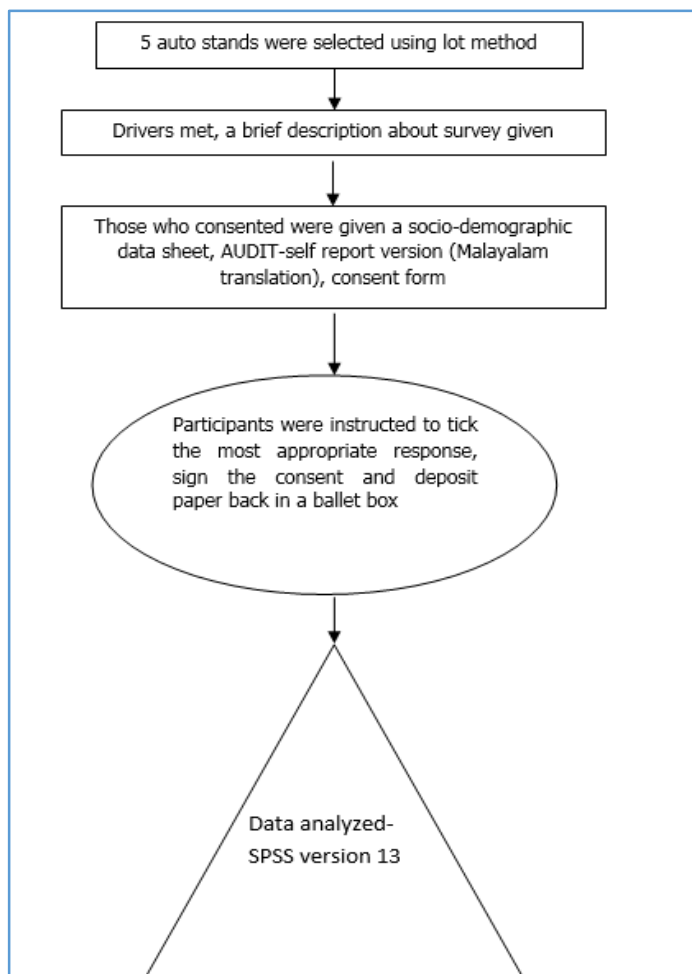 5 auto stands were selected using lot method
Drivers met, a brief description about survey given
Those who consented were given a socio-demographic
data sheet, AUDIT-self report version (Malayalam
translation), consent form
Participants were instructed to tick
the most appropriate response,
sign the consent and deposit
paper back in a ballet box
Data analyzed-
SPSS version 13